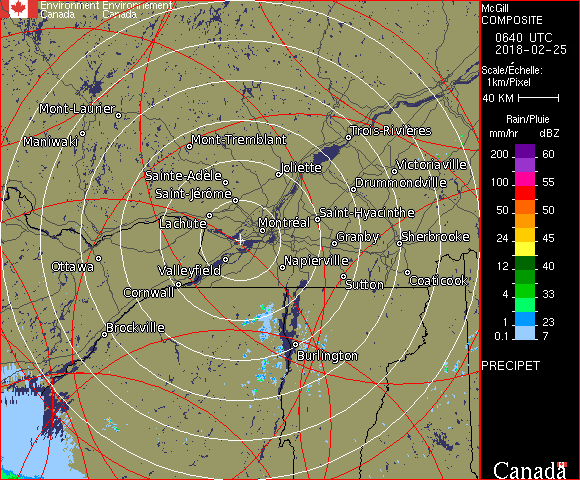 Environment Environnement
Canada Canada
McGill
COMPOSITE
0640 UTC
2018-02-25
Scale/Échelle:
1km/Pixel
40 KM
Rain/Pluie
mm/hr dBZ
200 60
100 55
50 50
24 45
12 40
4 33
1 23
0.1 7
PRECIPET
Canada
Mont-Laurier
Maniwaki
Mont-Tremblant
Trois-Rivières
Joliette
Victoriaville
Sainte-Adèle
Drummondville
Saint-Jérôme
Lachute
Montréal
Saint-Hyacinthe
Granby
Sherbrooke
Ottawa
Valleyfield
Napierville
Cornwall
Sutton
Coaticook
Brockville
Burlington